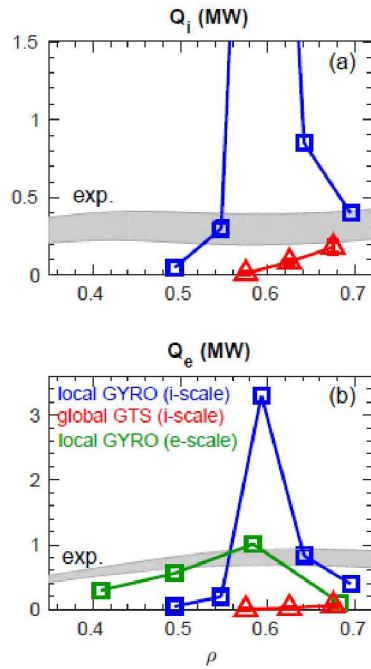 Q_i (MW)
1.5
(a)
1
exp.
0.5
0
0.4 0.5 0.6 0.7
Q_e (MW)
(b)
local GYRO (i-scale)
3
global GTS (i-scale)
local GYRO (e-scale)
2
exp.
1
0
0.4 0.5 0.6 0.7
ρ